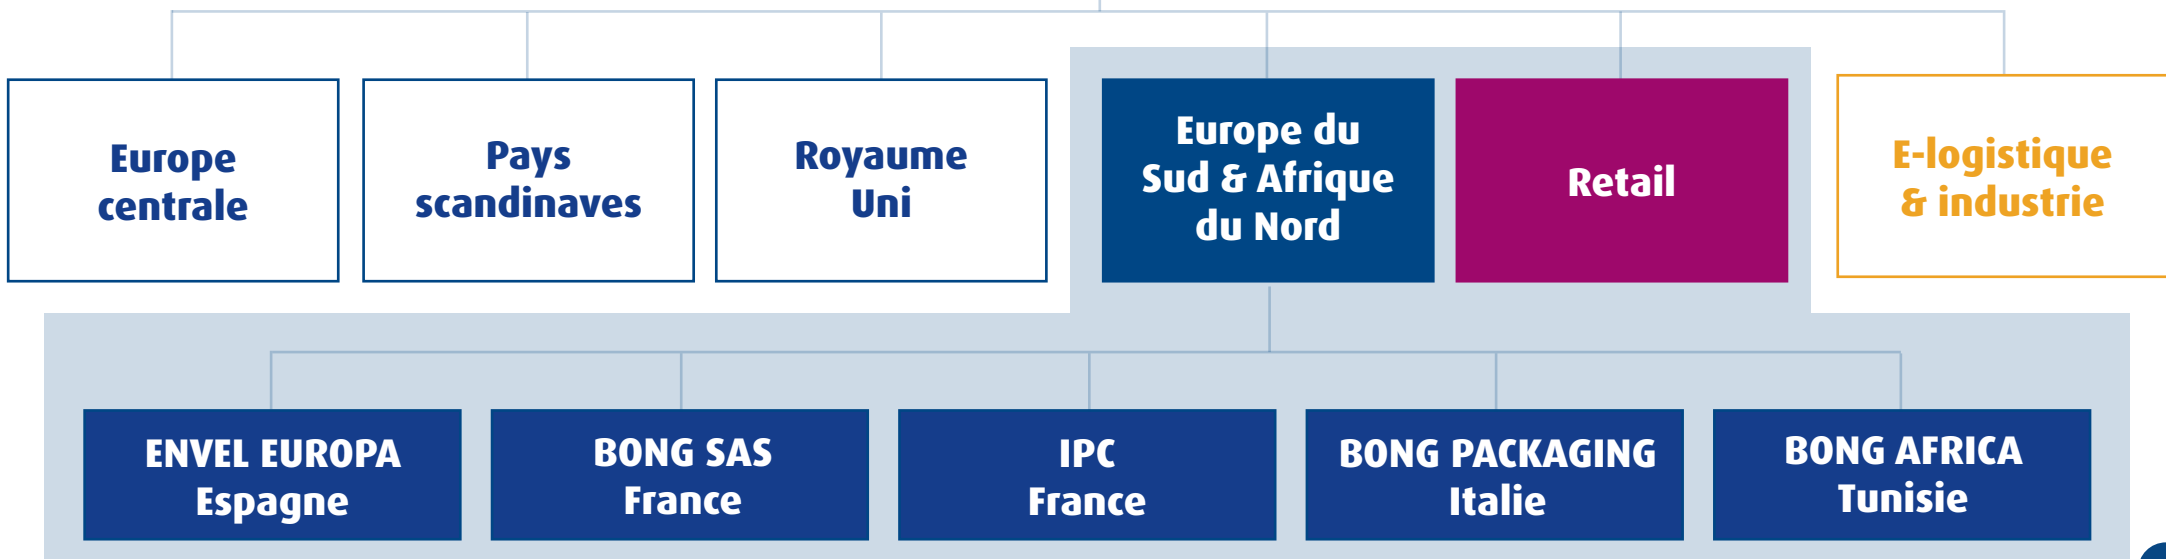 Europe
centrale
Pays
scandinaves
Royaume
Uni
Europe du
Sud & Afrique
du Nord
Retail
E-logistique
& industrie
ENVEL EUROPA
Espagne
BONG SAS
France
IPC
France
BONG PACKAGING
Italie
BONG AFRICA
Tunisie